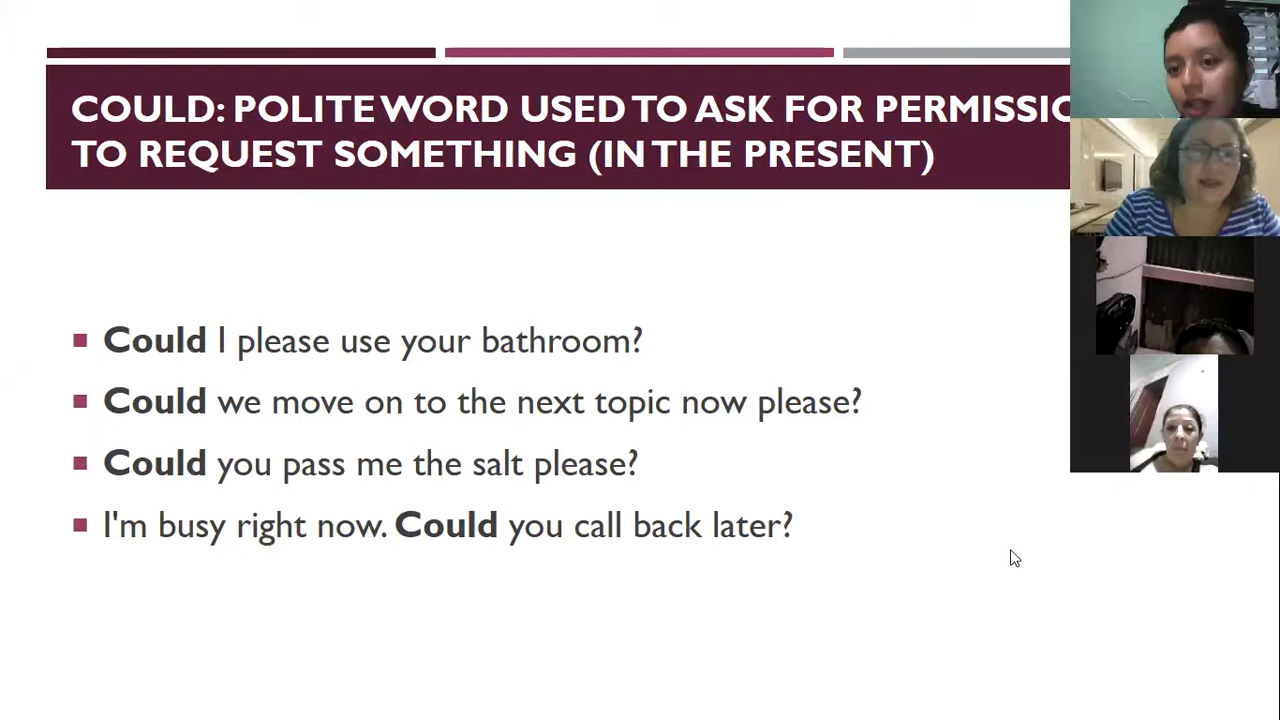 COULD: POLITE WORD USED TO ASK FOR
TO REQUEST SOMETHING (IN THE PRESENT)
Could I please use your bathroom?
Could we move on to the next topic now please?
Could you pass me the salt please?
I'm busy right now. Could you call back later?